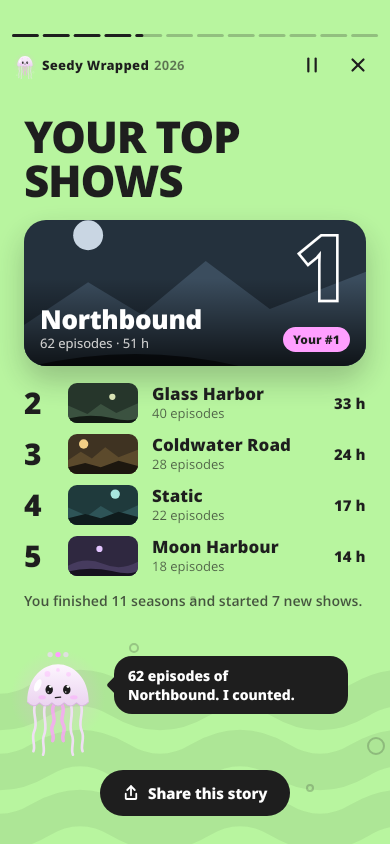 Seedy Wrapped 2026
YOUR TOP
SHOWS
1
Northbound
62 episodes · 51 h
Your #1
2
Glass Harbor
40 episodes
33 h
3
Coldwater Road
28 episodes
24 h
4
Static
22 episodes
17 h
5
Moon Harbour
18 episodes
14 h
You finished 11 seasons and started 7 new shows.
62 episodes of
Northbound. I counted.
Share this story